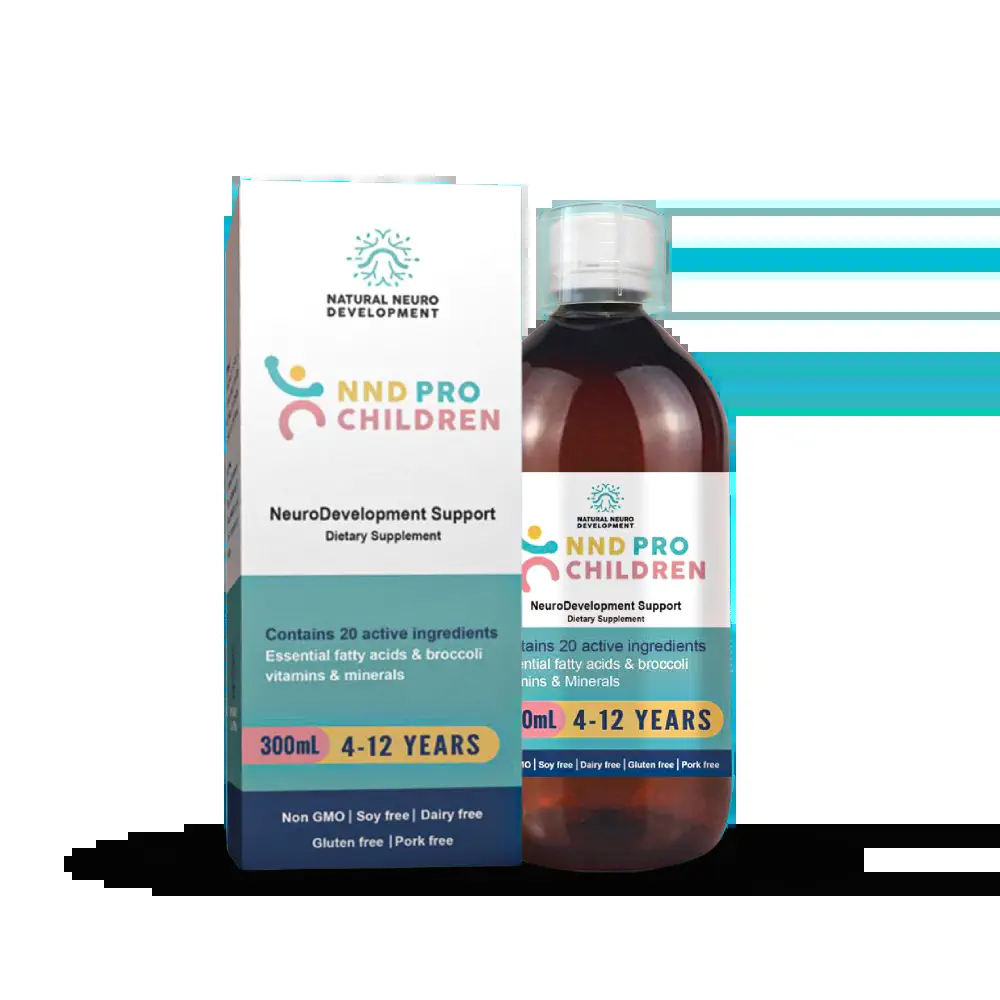 NATURAL NEURO
DEVELOPMENT
NND PRO
CHILDREN
NeuroDevelopment Support
Dietary Supplement
Contains 20 active ingredients
Essential fatty acids & broccoli
vitamins & minerals
300mL 4-12 YEARS
Non GMO | Soy free | Dairy free
Gluten free | Pork free
NATURAL NEURO
DEVELOPMENT
NND PRO
CHILDREN
NeuroDevelopment Support
Dietary Supplement
tains 20 active ingredients
ential fatty acids & broccoli
mins & Minerals
0mL 4-12 YEARS
MO | Soy free | Dairy free | Gluten free | Pork free